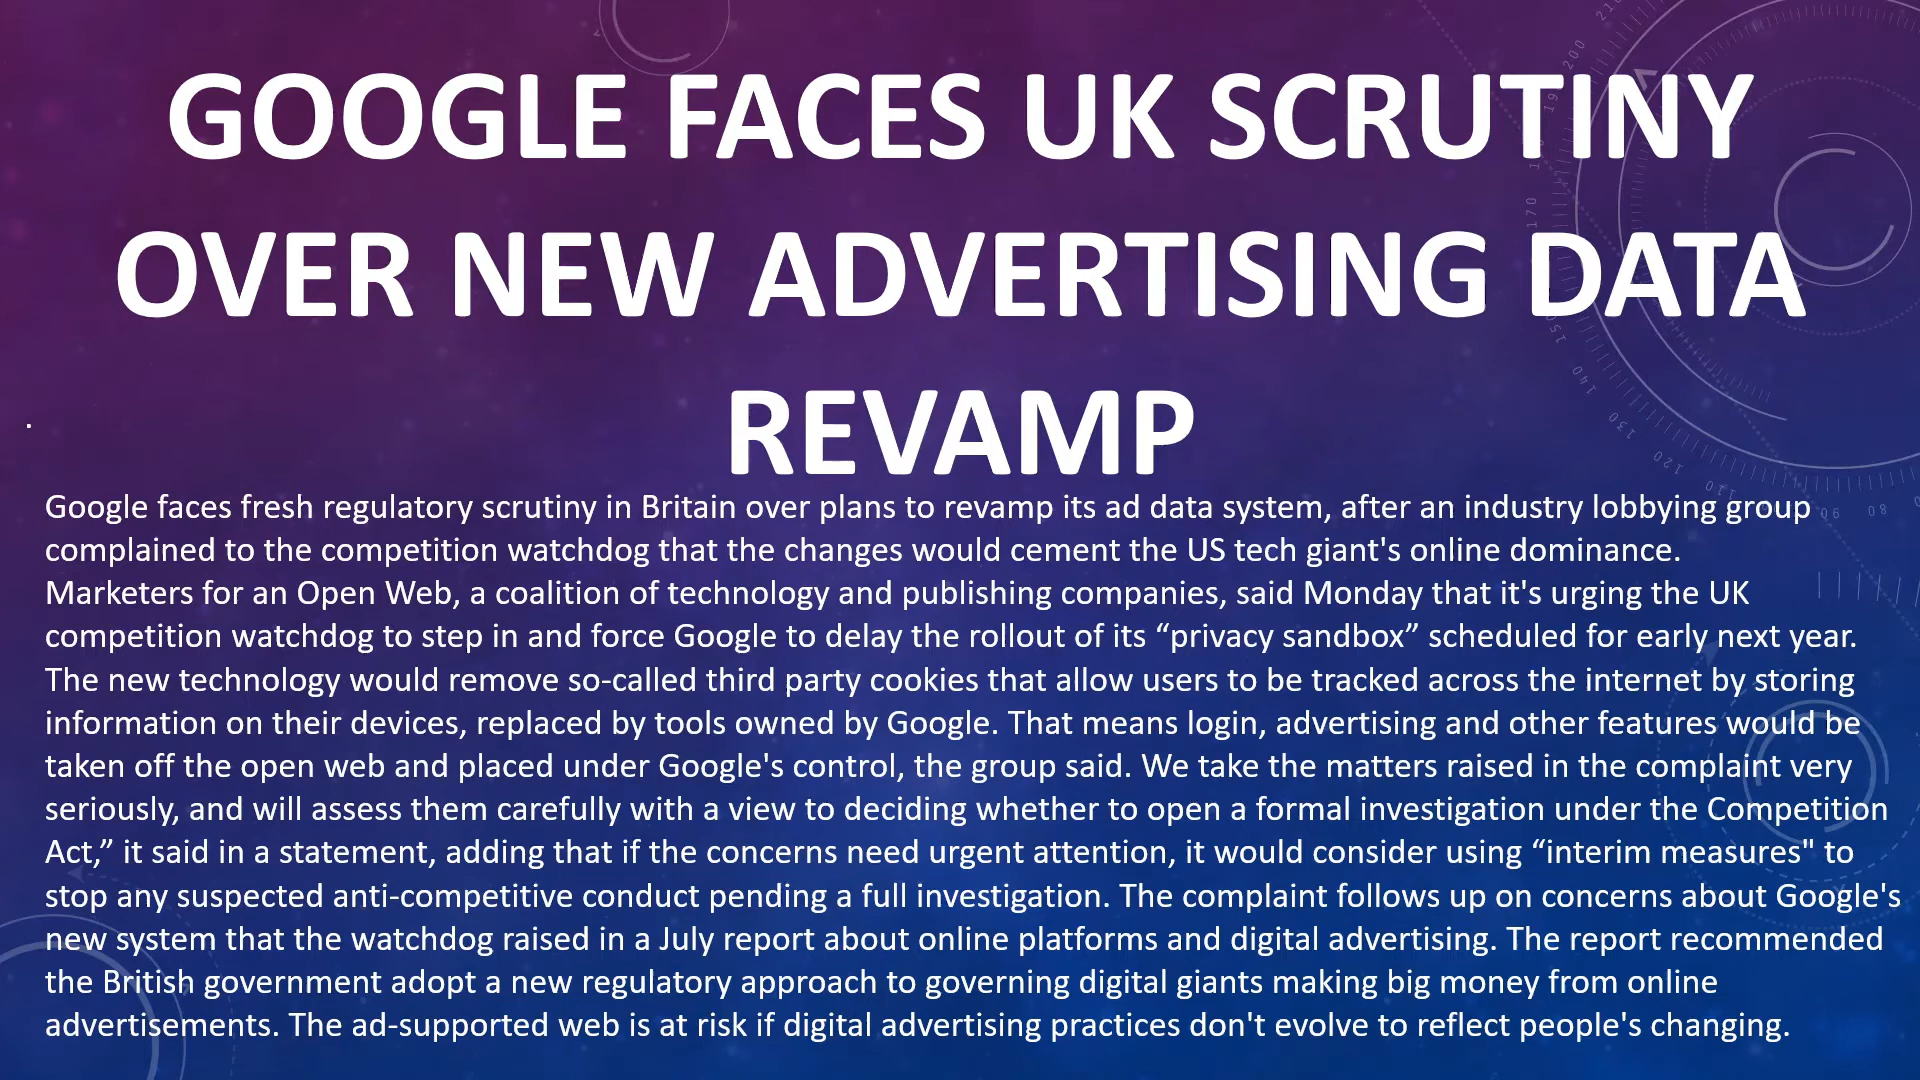 GOOGLE FACES UK SCRUTINY
OVER NEW ADVERTISING DATA
REVAMP
.
Google faces fresh regulatory scrutiny in Britain over plans to revamp its ad data system, after an industry lobbying group
complained to the competition watchdog that the changes would cement the US tech giant's online dominance.
Marketers for an Open Web, a coalition of technology and publishing companies, said Monday that it's urging the UK
competition watchdog to step in and force Google to delay the rollout of its “privacy sandbox” scheduled for early next year.
The new technology would remove so-called third party cookies that allow users to be tracked across the internet by storing
information on their devices, replaced by tools owned by Google. That means login, advertising and other features would be
taken off the open web and placed under Google's control, the group said. We take the matters raised in the complaint very
seriously, and will assess them carefully with a view to deciding whether to open a formal investigation under the Competition
Act,” it said in a statement, adding that if the concerns need urgent attention, it would consider using “interim measures" to
stop any suspected anti-competitive conduct pending a full investigation. The complaint follows up on concerns about Google's
new system that the watchdog raised in a July report about online platforms and digital advertising. The report recommended
the British government adopt a new regulatory approach to governing digital giants making big money from online
advertisements. The ad-supported web is at risk if digital advertising practices don't evolve to reflect people's changing.
210
200
170
140
130
120
110
90
80